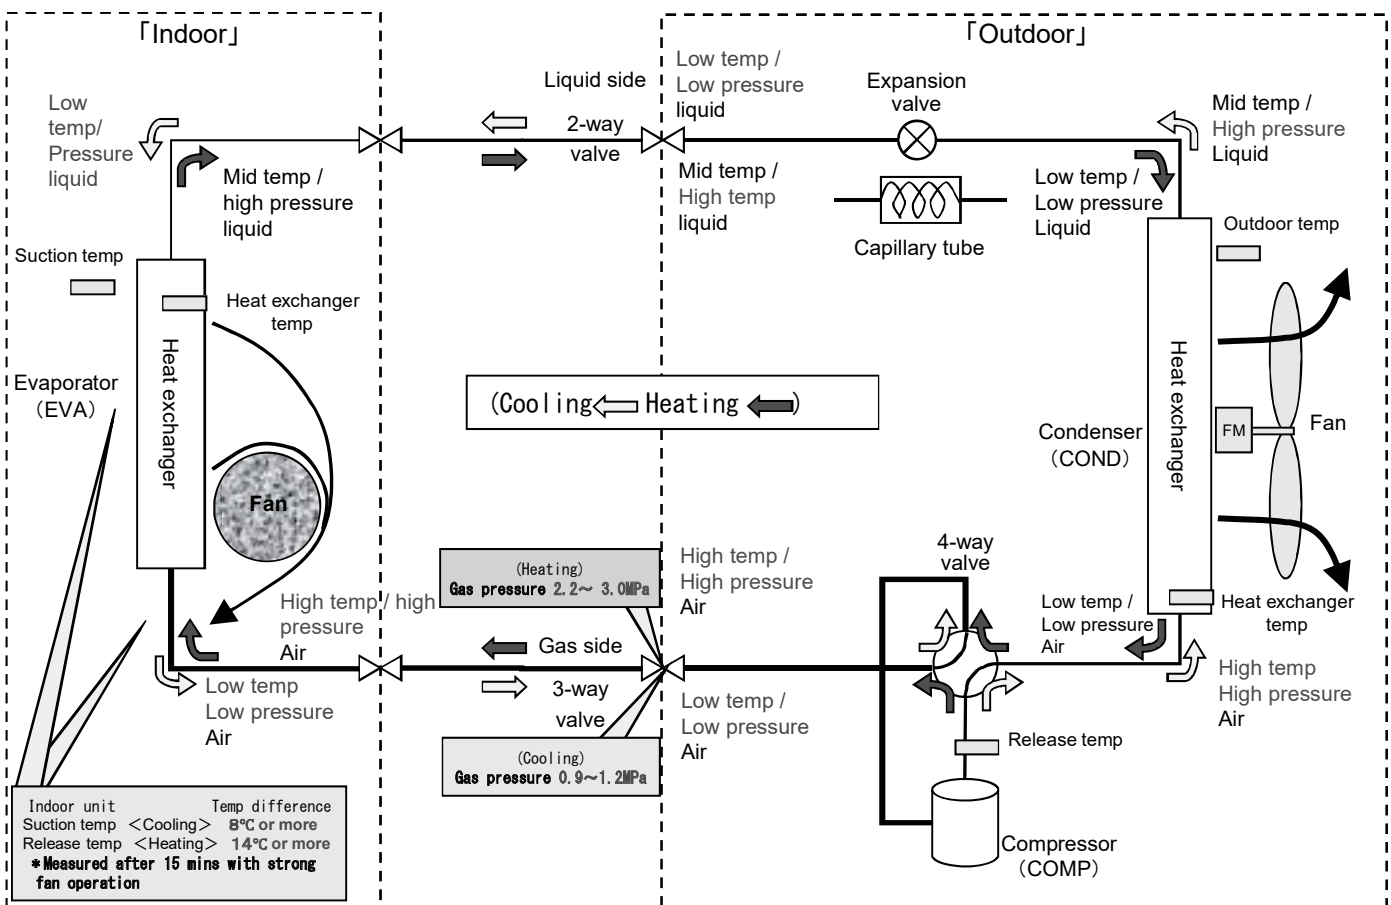 「Indoor」
「Outdoor」
Low
temp/
Pressure
liquid
Mid temp /
high pressure
liquid
Liquid side
2-way
valve
Low temp /
Low pressure
liquid
Mid temp /
High temp
liquid
Expansion
valve
Capillary tube
Mid temp /
High pressure
Liquid
Low temp /
Low pressure
Liquid
Suction temp
Heat exchanger
temp
Heat exchanger
Evaporator
（EVA）
Fan
(Cooling Heating )
Outdoor temp
Heat exchanger
Condenser
（COND）
FM
Fan
Heat exchanger
temp
4-way
valve
Low temp /
Low pressure
Air
High temp
High pressure
Air
(Heating)
Gas pressure 2.2～ 3.0MPa
High temp /
High pressure
Air
High temp / high
pressure
Air
Gas side
3-way
valve
Low temp
Low pressure
Air
Low temp /
Low pressure
Air
(Cooling)
Gas pressure 0.9～1.2MPa
Release temp
Compressor
（COMP）
Indoor unit Temp difference
Suction temp ＜Cooling＞ 8℃ or more
Release temp ＜Heating＞ 14℃ or more
＊Measured after 15 mins with strong
fan operation